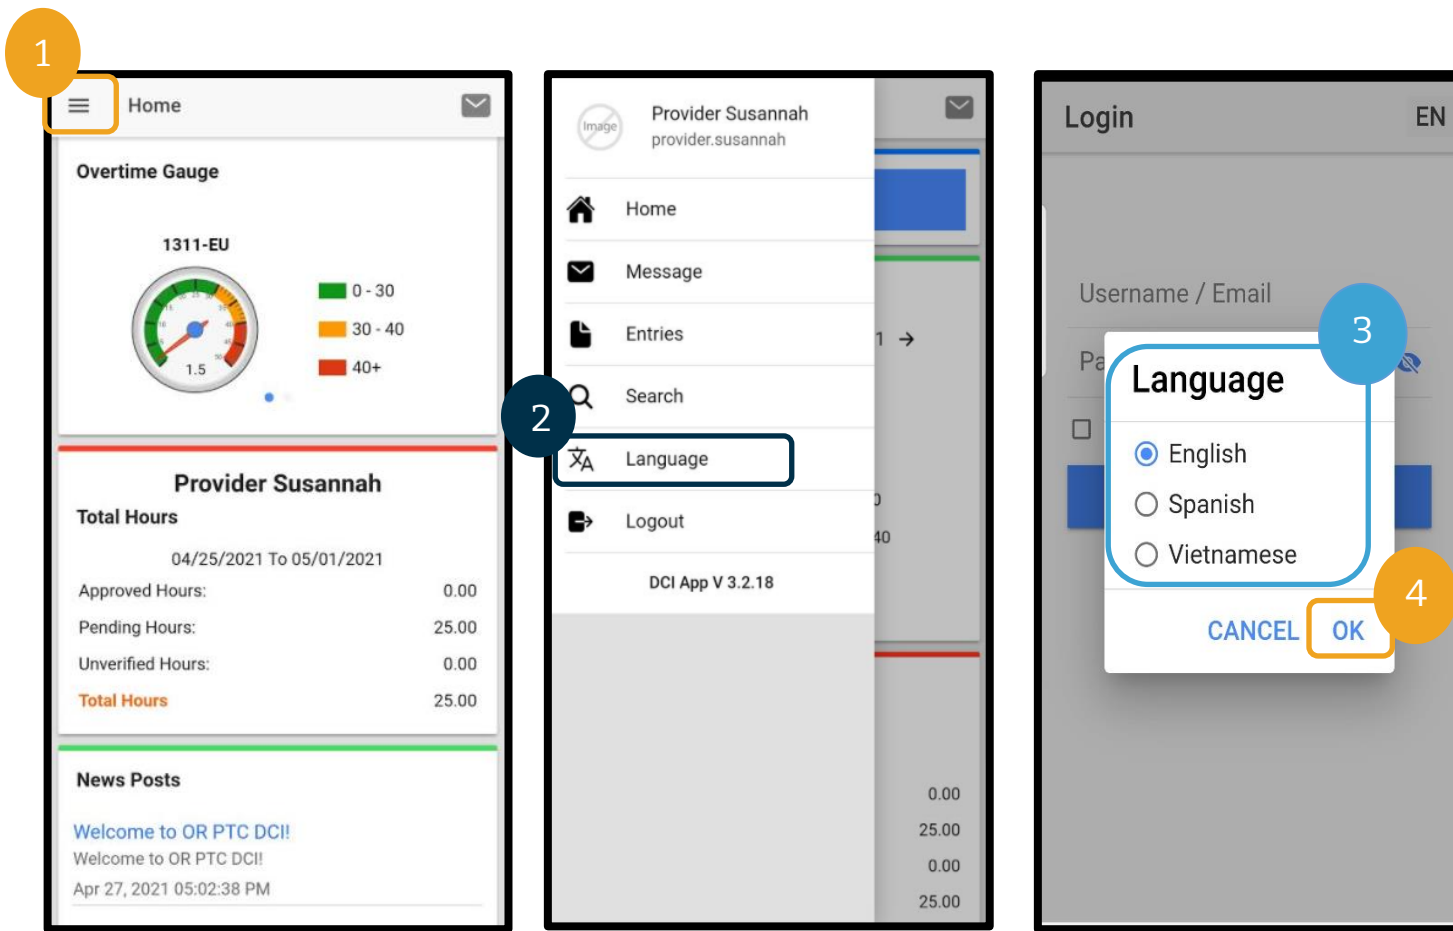 1
Home
Overtime Gauge
1311-EU
0 - 30
30 - 40
40+
1.5
Provider Susannah
Total Hours
04/25/2021 To 05/01/2021
Approved Hours: 0.00
Pending Hours: 25.00
Unverified Hours: 0.00
Total Hours 25.00
News Posts
Welcome to OR PTC DCI!
Welcome to OR PTC DCI!
Apr 27, 2021 05:02:38 PM
Image
Provider Susannah
provider.susannah
Home
Message
Entries
1
Search
2
Language
Logout
40
DCI App V 3.2.18
0.00
25.00
0.00
25.00
Login EN
Username / Email
3
Pa
Language
English
Spanish
Vietnamese
4
CANCEL OK